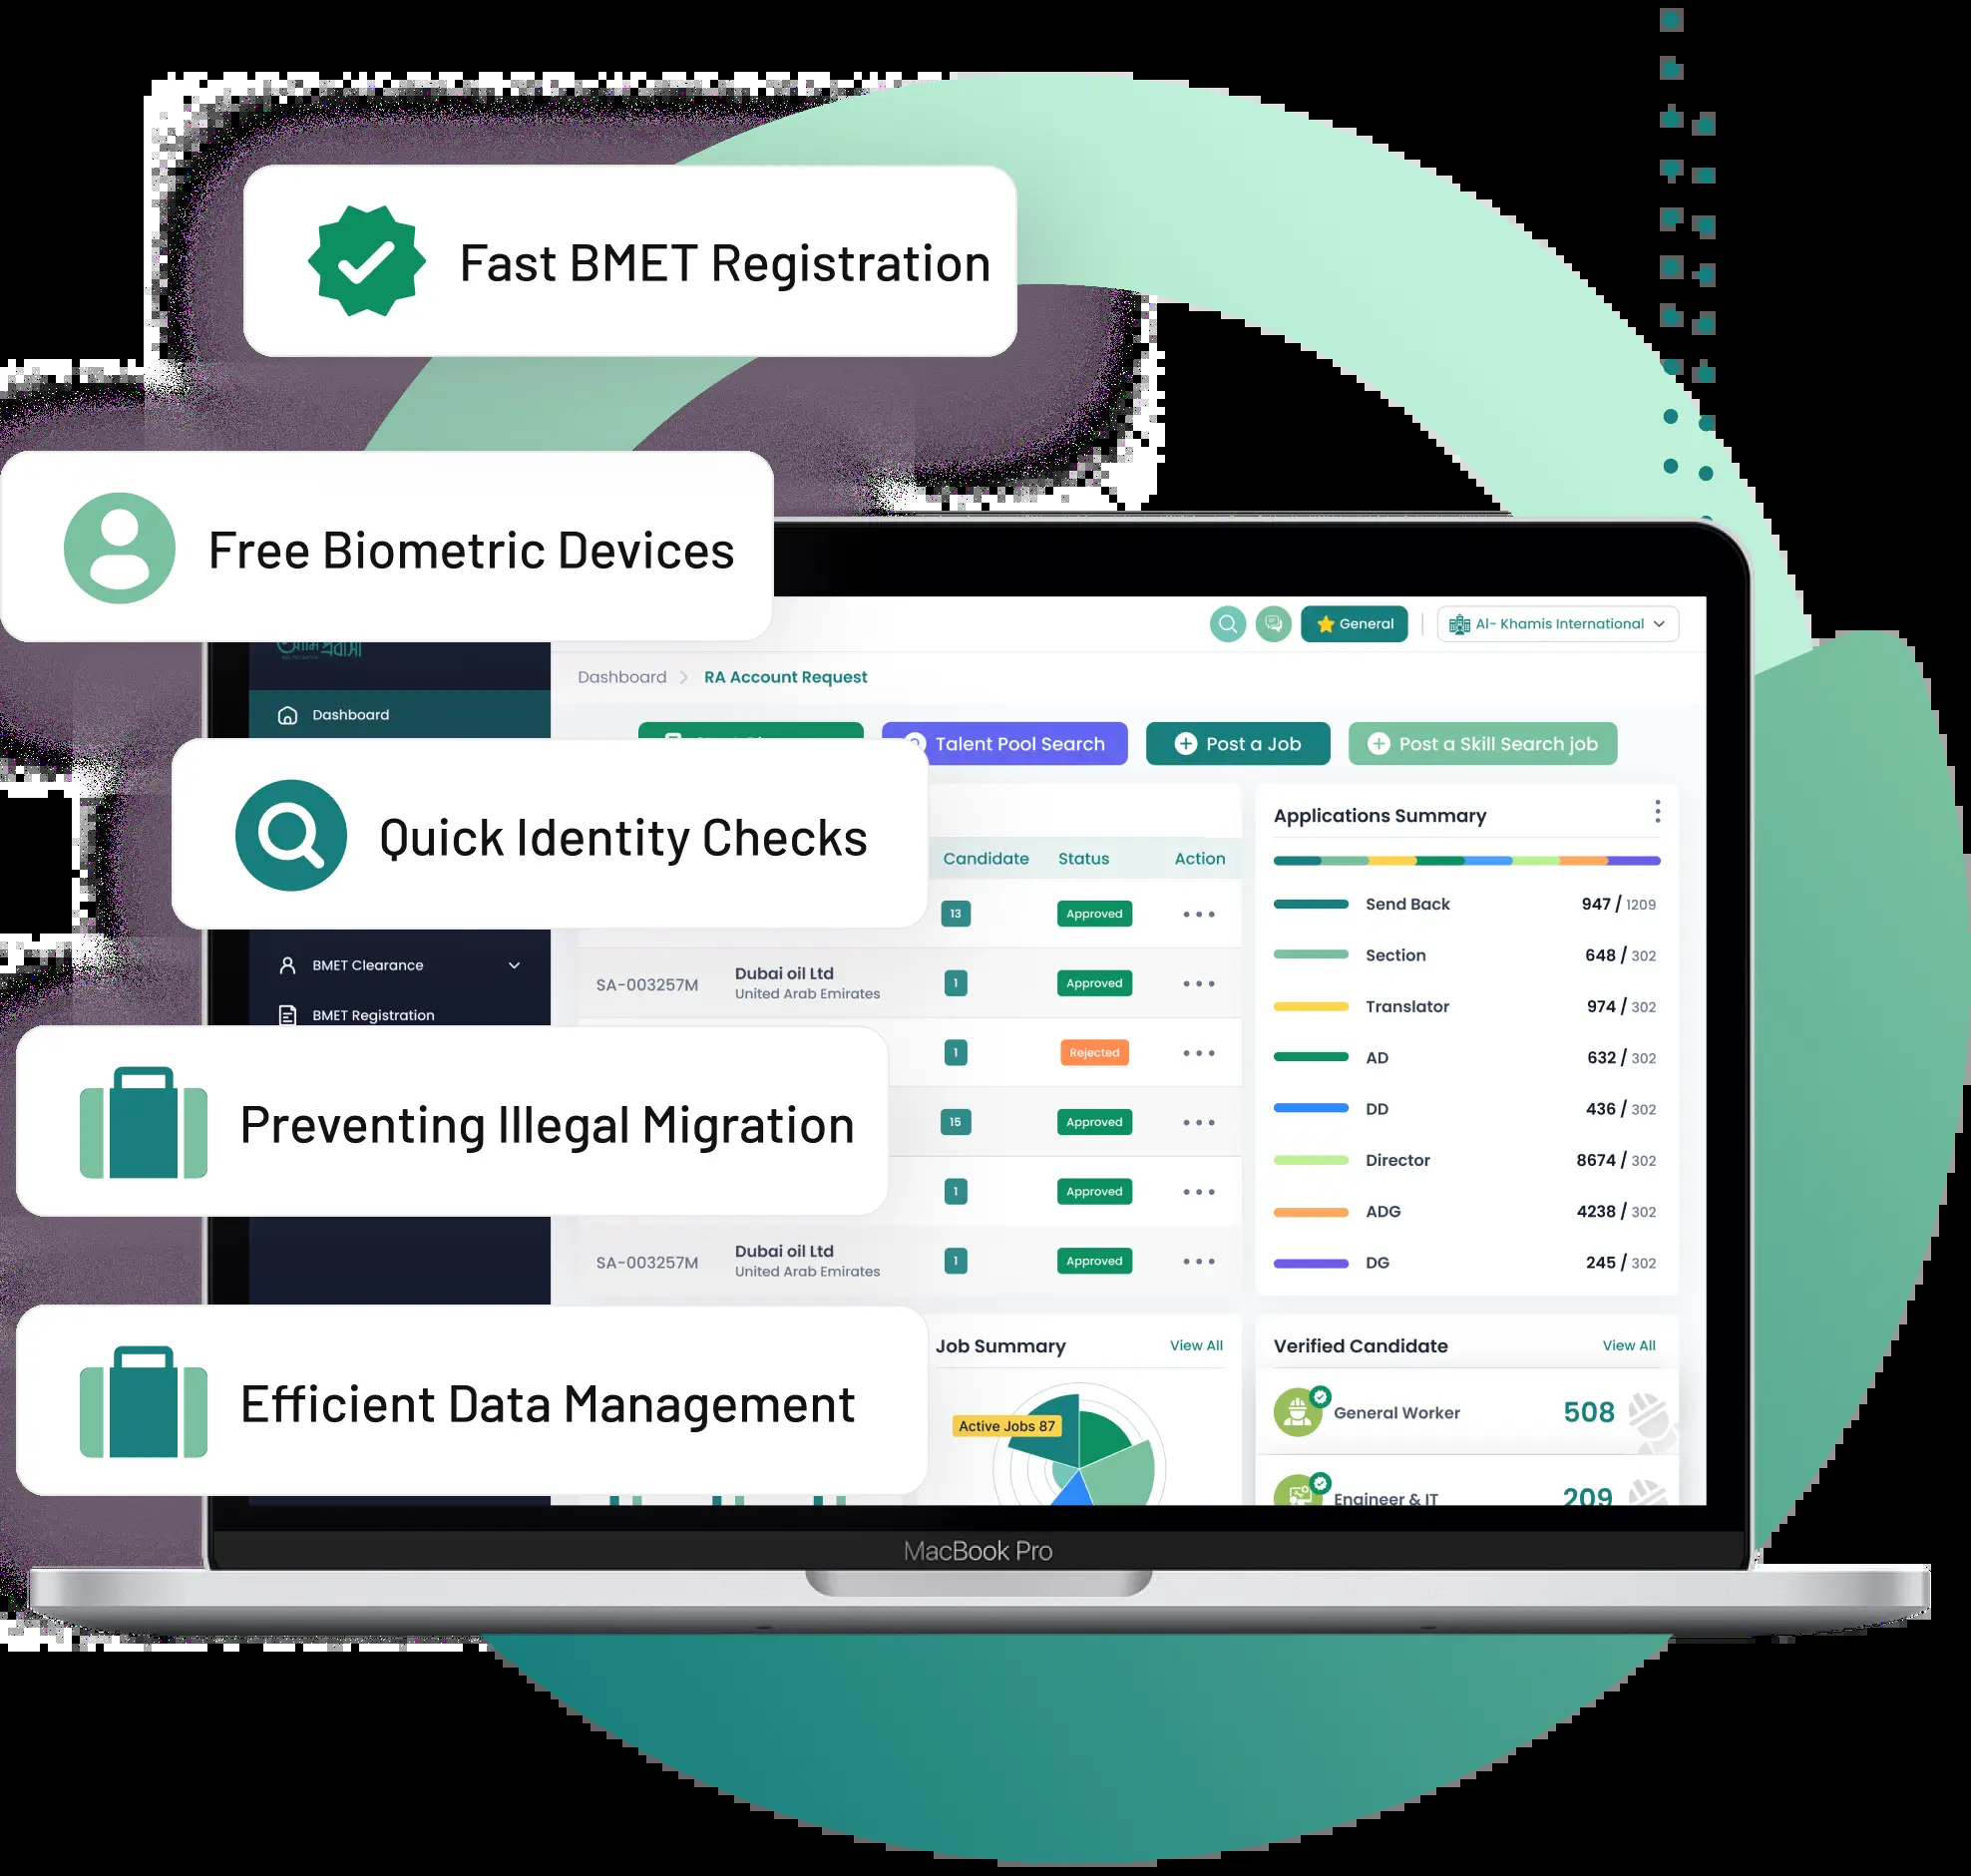 Fast BMET Registration
Free Biometric Devices
General
Al- Khamis International
Dashboard
RA Account Request
Dashboard
Talent Pool Search
Post a Job
Post a Skill Search job
Quick Identity Checks
Applications Summary
Candidate
Status
Action
13
Approved
Send Back
947 / 1209
BMET Clearance
SA-003257M
Dubai oil Ltd
United Arab Emirates
1
Approved
Section
648 / 302
BMET Registration
Translator
974 / 302
Preventing Illegal Migration
1
Rejected
AD
632 / 302
15
Approved
DD
436 / 302
1
Approved
Director
8674 / 302
ADG
4238 / 302
SA-003257M
Dubai oil Ltd
United Arab Emirates
1
Approved
DG
245 / 302
Efficient Data Management
Job Summary
View All
Active Jobs 87
Verified Candidate
View All
General Worker
508
Engineer & IT
209
MacBook Pro